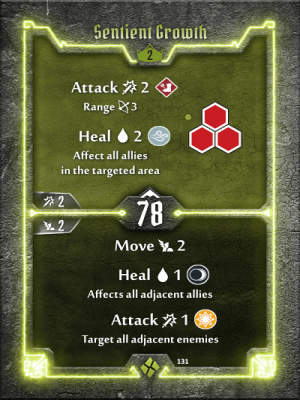 Sentient Growth
2
Attack 2
Range 3
Heal 2
Affect all allies
in the targeted area
2
78
2
Move 2
Heal 1
Affects all adjacent allies
Attack 1
Target all adjacent enemies
131